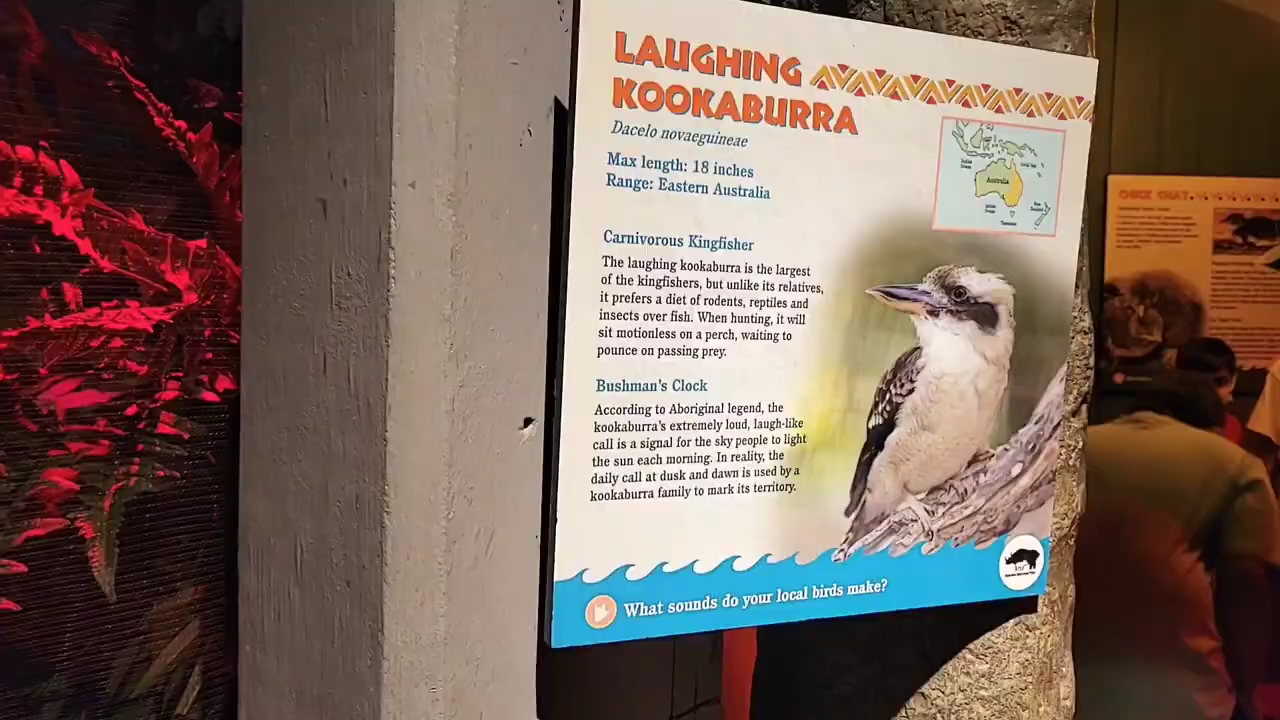 LAUGHING
KOOKABURRA
Dacelo novaeguineae
Max length: 18 inches
Range: Eastern Australia
Australia
Carnivorous Kingfisher
The laughing kookaburra is the largest
of the kingfishers, but unlike its relatives,
it prefers a diet of rodents, reptiles and
insects over fish. When hunting, it will
sit motionless on a perch, waiting to
pounce on passing prey.
Bushman's Clock
According to Aboriginal legend, the
kookaburra's extremely loud, laugh-like
call is a signal for the sky people to light
the sun each morning. In reality, the
daily call at dusk and dawn is used by a
kookaburra family to mark its territory.
What sounds do your local birds make?